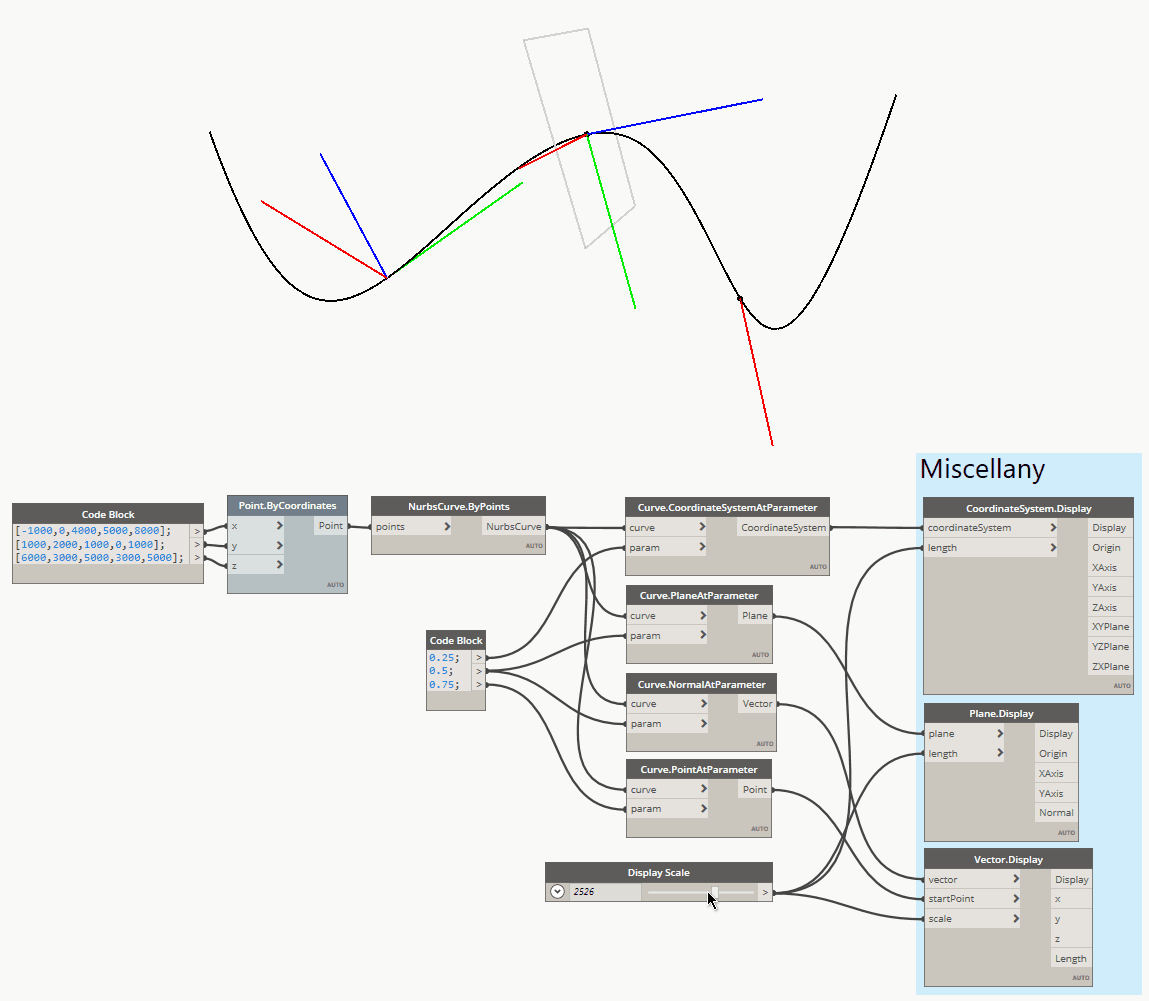 Miscellany
Code Block
[-1000,0,4000,5000,8000]; >
[1000,2000,1000,0,1000]; >
[6000,3000,5000,3000,5000]; >
Point.ByCoordinates
x > Point
y >
z >
AUTO
NurbsCurve.ByPoints
points > NurbsCurve
AUTO
Code Block
0.25; >
0.5; >
0.75; >
Curve.CoordinateSystemAtParameter
curve > CoordinateSystem
param >
AUTO
Curve.PlaneAtParameter
curve > Plane
param >
AUTO
Curve.NormalAtParameter
curve > Vector
param >
AUTO
Curve.PointAtParameter
curve > Point
param >
AUTO
Display Scale
2526 >
CoordinateSystem.Display
coordinateSystem > Display
length > Origin
XAxis
YAxis
ZAxis
XYPlane
YZPlane
ZXPlane
AUTO
Plane.Display
plane > Display
length > Origin
XAxis
YAxis
Normal
AUTO
Vector.Display
vector > Display
startPoint > x
scale > y
z
Length
AUTO